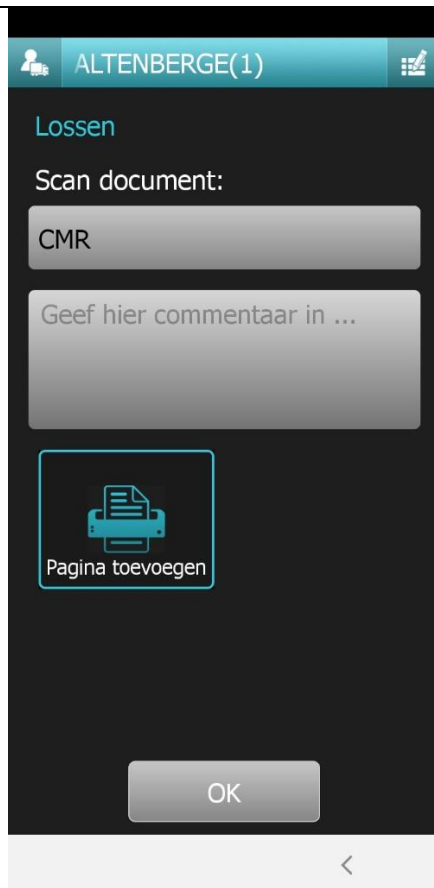 ALTENBERGE(1)
Lossen
Scan document:
CMR
Geef hier commentaar in ...
Pagina toevoegen
OK